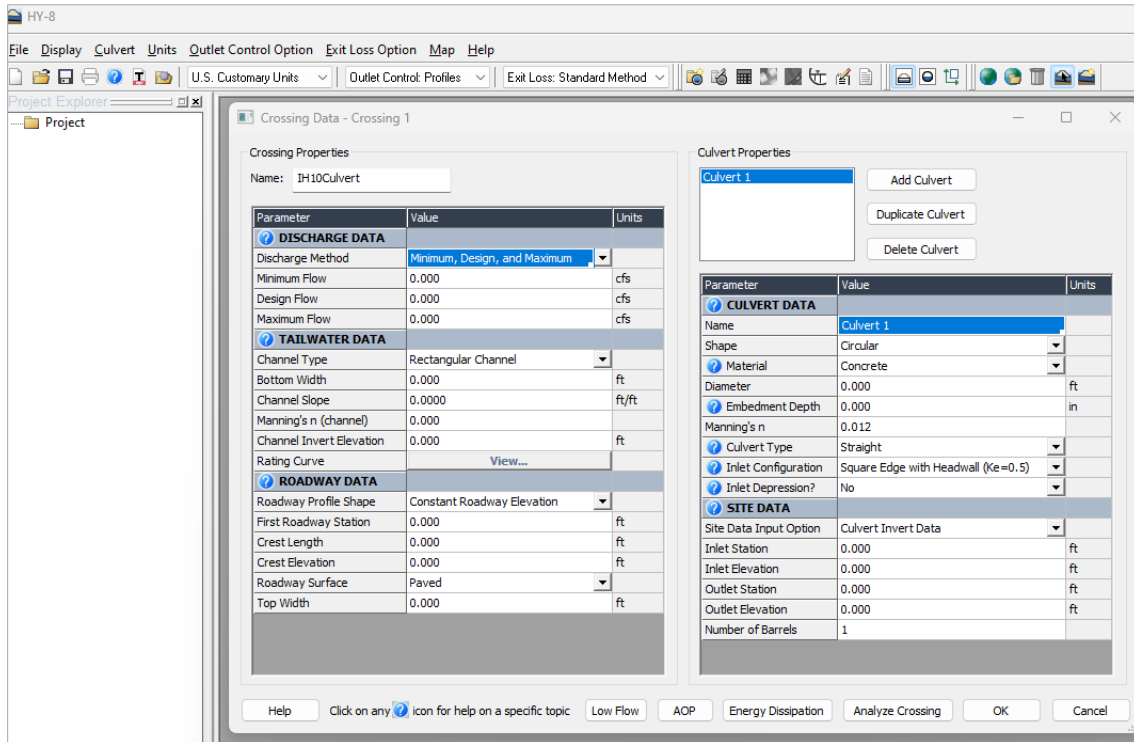 HY-8
File Display Culvert Units Outlet Control Option Exit Loss Option Map Help
U.S. Customary Units Outlet Control: Profiles Exit Loss: Standard Method
Project Explorer
Project
Crossing Data - Crossing 1
Crossing Properties
Name: IH10Culvert
Parameter Value Units
DISCHARGE DATA
Discharge Method Minimum, Design, and Maximum
Minimum Flow 0.000 cfs
Design Flow 0.000 cfs
Maximum Flow 0.000 cfs
TAILWATER DATA
Channel Type Rectangular Channel
Bottom Width 0.000 ft
Channel Slope 0.0000 ft/ft
Manning's n (channel) 0.000
Channel Invert Elevation 0.000 ft
Rating Curve View...
ROADWAY DATA
Roadway Profile Shape Constant Roadway Elevation
First Roadway Station 0.000 ft
Crest Length 0.000 ft
Crest Elevation 0.000 ft
Roadway Surface Paved
Top Width 0.000 ft
Culvert Properties
Culvert 1
Add Culvert
Duplicate Culvert
Delete Culvert
Parameter Value Units
CULVERT DATA
Name Culvert 1
Shape Circular
Material Concrete
Diameter 0.000 ft
Embedment Depth 0.000 in
Manning's n 0.012
Culvert Type Straight
Inlet Configuration Square Edge with Headwall (Ke=0.5)
Inlet Depression? No
SITE DATA
Site Data Input Option Culvert Invert Data
Inlet Station 0.000 ft
Inlet Elevation 0.000 ft
Outlet Station 0.000 ft
Outlet Elevation 0.000 ft
Number of Barrels 1
Help Click on any ? icon for help on a specific topic Low Flow AOP Energy Dissipation Analyze Crossing OK Cancel